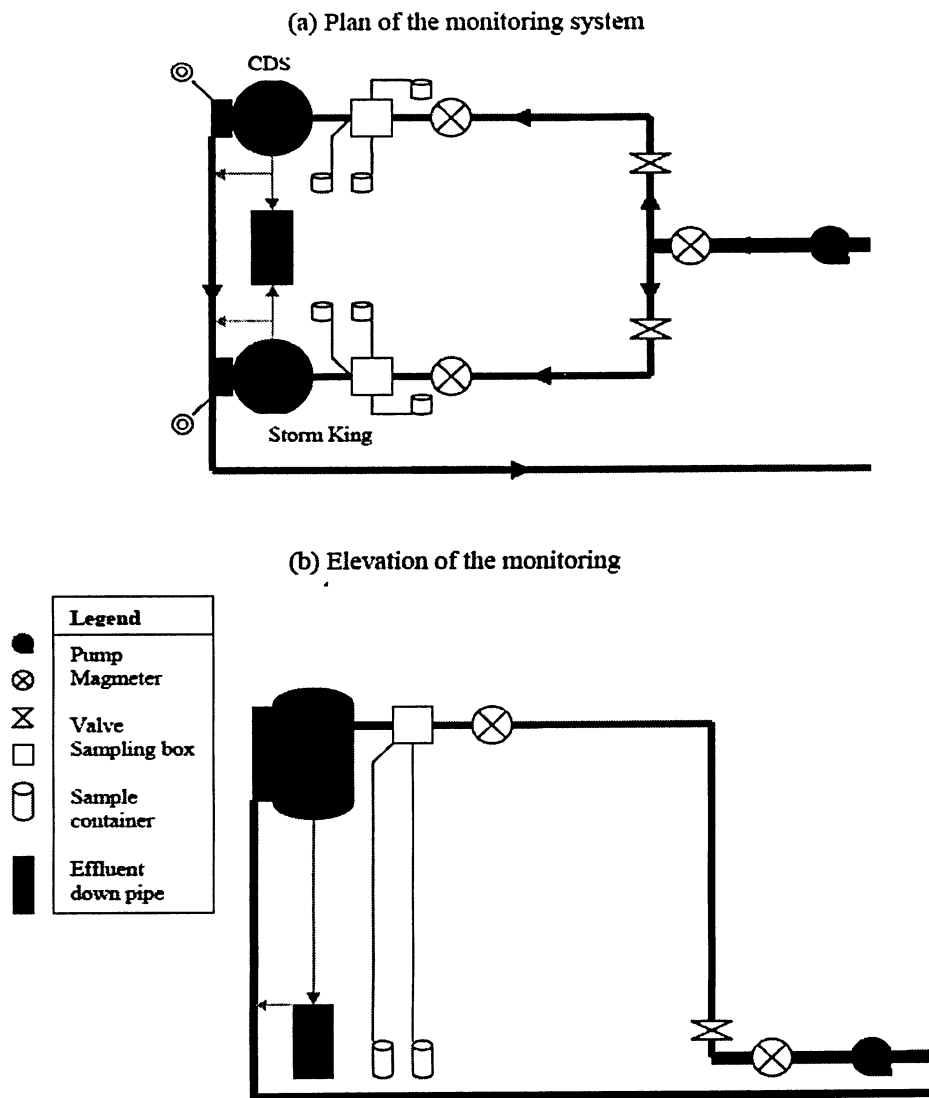 (a) Plan of the monitoring system
CDS
Storm King
(b) Elevation of the monitoring
Legend
Pump
Magmeter
Valve
Sampling box
Sample
container
Effluent
down pipe